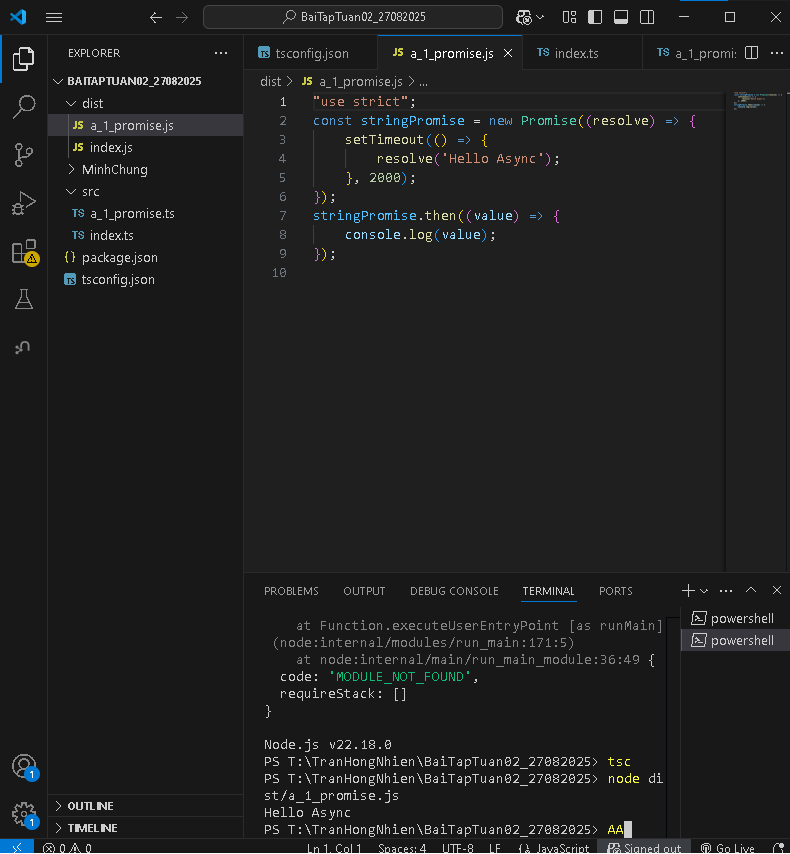 BaiTapTuan02_27082025
EXPLORER
BAITAPTUAN02_27082025
dist
JS a_1_promise.js
JS index.js
MinhChung
src
TS a_1_promise.ts
TS index.ts
{} package.json
TS tsconfig.json
OUTLINE
TIMELINE
1
1
TS tsconfig.json
JS a_1_promise.js
TS index.ts
TS a_1_promi:
dist > JS a_1_promise.js > ...
1 "use strict";
2 const stringPromise = new Promise((resolve) => {
3 setTimeout(() => {
4 resolve('Hello Async');
5 }, 2000);
6 });
7 stringPromise.then((value) => {
8 console.log(value);
9 });
10
PROBLEMS OUTPUT DEBUG CONSOLE TERMINAL PORTS
at Function.executeUserEntryPoint [as runMain]
(node:internal/modules/run_main:171:5)
at node:internal/main/run_main_module:36:49 {
code: 'MODULE_NOT_FOUND',
requireStack: []
}
Node.js v22.18.0
PS T:\TranHongNhien\BaiTapTuan02_27082025> tsc
PS T:\TranHongNhien\BaiTapTuan02_27082025> node di
st/a_1_promise.js
Hello Async
PS T:\TranHongNhien\BaiTapTuan02_27082025> AA
powershell
powershell
0 0 Ln 1, Col 1 Spaces: 4 UTF-8 LF {} JavaScript Signed out Go Live